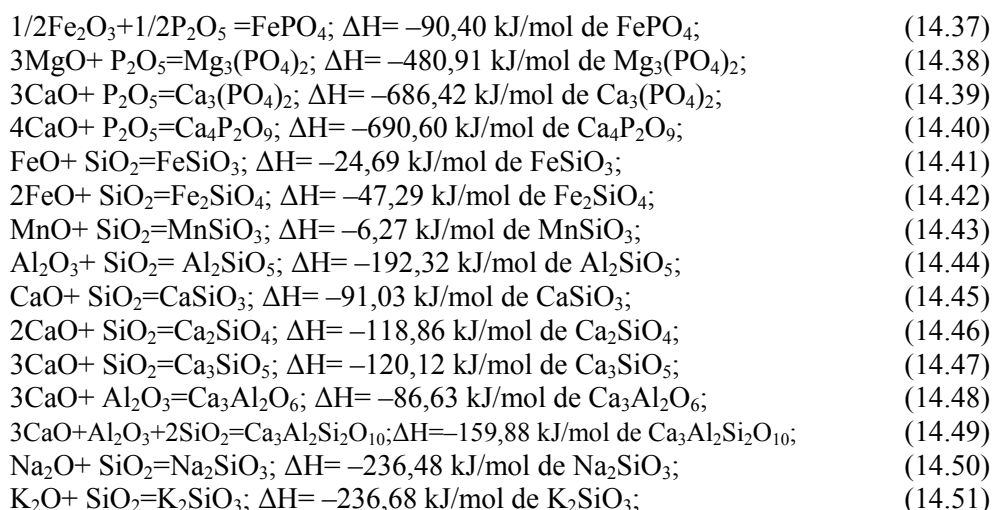 1/2Fe₂O₃+1/2P₂O₅ =FePO₄; ΔH= –90,40 kJ/mol de FePO₄; (14.37)
3MgO+ P₂O₅=Mg₃(PO₄)₂; ΔH= –480,91 kJ/mol de Mg₃(PO₄)₂; (14.38)
3CaO+ P₂O₅=Ca₃(PO₄)₂; ΔH= –686,42 kJ/mol de Ca₃(PO₄)₂; (14.39)
4CaO+ P₂O₅=Ca₄P₂O₉; ΔH= –690,60 kJ/mol de Ca₄P₂O₉; (14.40)
FeO+ SiO₂=FeSiO₃; ΔH= –24,69 kJ/mol de FeSiO₃; (14.41)
2FeO+ SiO₂=Fe₂SiO₄; ΔH= –47,29 kJ/mol de Fe₂SiO₄; (14.42)
MnO+ SiO₂=MnSiO₃; ΔH= –6,27 kJ/mol de MnSiO₃; (14.43)
Al₂O₃+ SiO₂= Al₂SiO₅; ΔH= –192,32 kJ/mol de Al₂SiO₅; (14.44)
CaO+ SiO₂=CaSiO₃; ΔH= –91,03 kJ/mol de CaSiO₃; (14.45)
2CaO+ SiO₂=Ca₂SiO₄; ΔH= –118,86 kJ/mol de Ca₂SiO₄; (14.46)
3CaO+ SiO₂=Ca₃SiO₅; ΔH= –120,12 kJ/mol de Ca₃SiO₅; (14.47)
3CaO+ Al₂O₃=Ca₃Al₂O₆; ΔH= –86,63 kJ/mol de Ca₃Al₂O₆; (14.48)
3CaO+Al₂O₃+2SiO₂=Ca₃Al₂Si₂O₁₀;ΔH=–159,88 kJ/mol de Ca₃Al₂Si₂O₁₀; (14.49)
Na₂O+ SiO₂=Na₂SiO₃; ΔH= –236,48 kJ/mol de Na₂SiO₃; (14.50)
K₂O+ SiO₂=K₂SiO₃; ΔH= –236,68 kJ/mol de K₂SiO₃; (14.51)